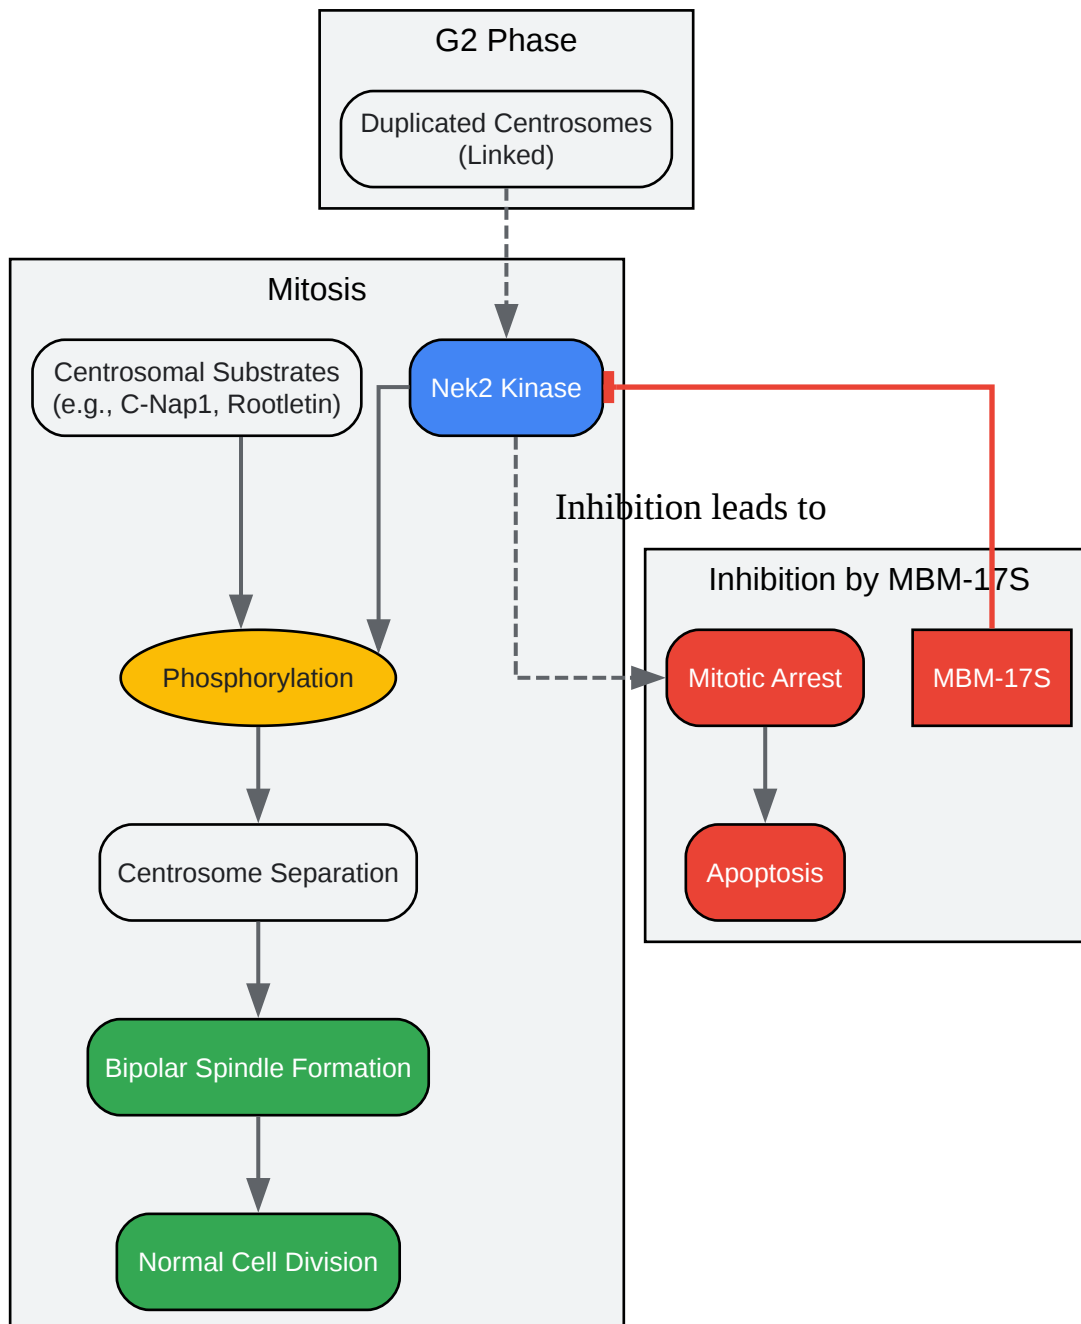 G2 Phase
Duplicated Centrosomes
(Linked)
Mitosis
Centrosomal Substrates
(e.g., C-Nap1, Rootletin)
Nek2 Kinase
Inhibition leads to
Inhibition by MBM-17S
Phosphorylation
Mitotic Arrest
MBM-17S
Centrosome Separation
Apoptosis
Bipolar Spindle Formation
Normal Cell Division